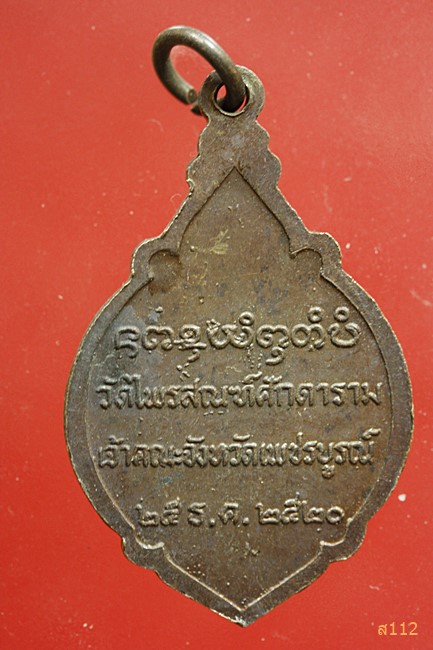 วัดไพรสณฑ์ศักดาราม
เจ้าคณะจังหวัดเพชรบูรณ์
๒๕ ธ.ค. ๒๕๒๐
ส112